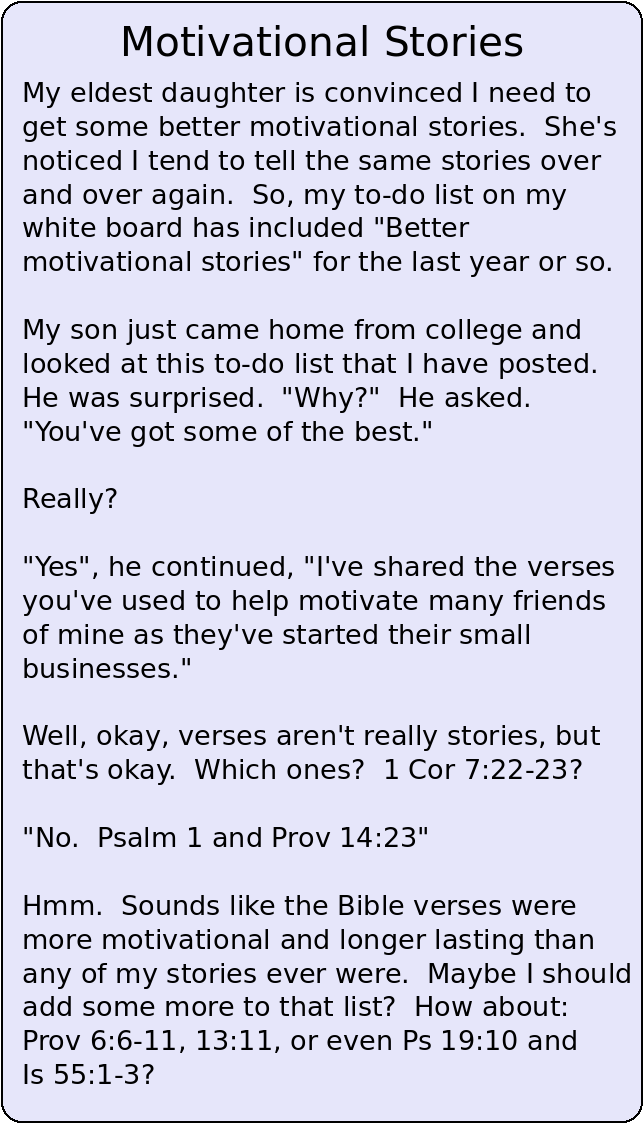 Motivational Stories
My eldest daughter is convinced I need to
get some better motivational stories.  She's
noticed I tend to tell the same stories over
and over again.  So, my to-do list on my
white board has included "Better
motivational stories" for the last year or so.
My son just came home from college and
looked at this to-do list that I have posted.
He was surprised.  "Why?"  He asked.
"You've got some of the best."
Really?
"Yes", he continued, "I've shared the verses
you've used to help motivate many friends
of mine as they've started their small
businesses."
Well, okay, verses aren't really stories, but
that's okay.  Which ones?  1 Cor 7:22-23?
"No.  Psalm 1 and Prov 14:23"
Hmm.  Sounds like the Bible verses were
more motivational and longer lasting than
any of my stories ever were.  Maybe I should
add some more to that list?  How about:
Prov 6:6-11, 13:11, or even Ps 19:10 and
Is 55:1-3?